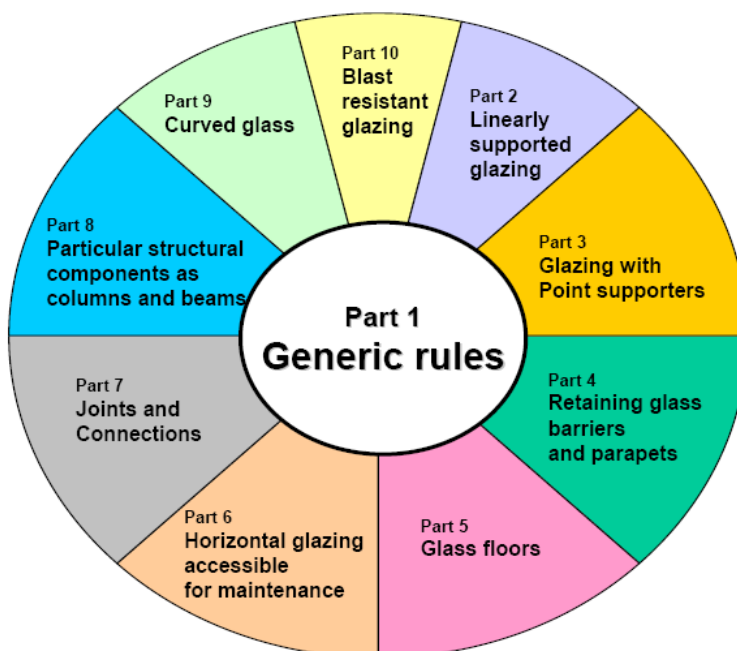 Part 1
Generic rules
Part 2
Linearly
supported
glazing
Part 3
Glazing with
Point supporters
Part 4
Retaining glass
barriers
and parapets
Part 5
Glass floors
Part 6
Horizontal glazing
accessible
for maintenance
Part 7
Joints and
Connections
Part 8
Particular structural
components as
columns and beams
Part 9
Curved glass
Part 10
Blast
resistant
glazing